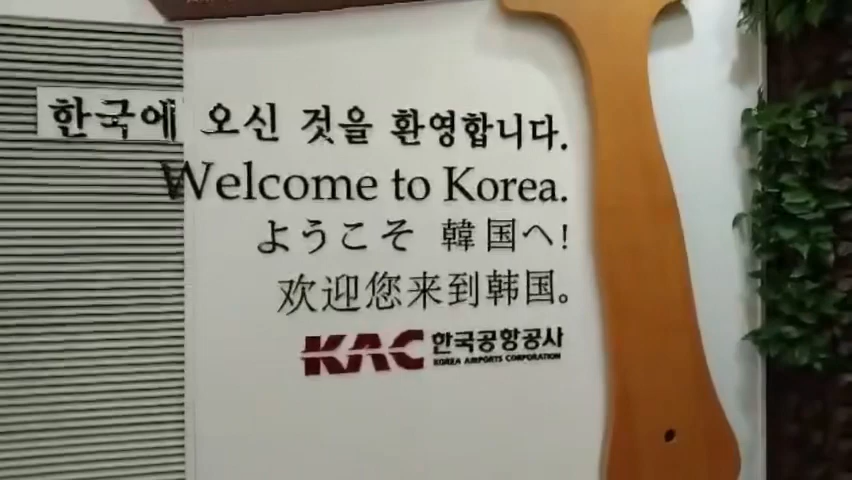 한국에 오신 것을 환영합니다.
Welcome to Korea.
ようこそ 韓国へ!
欢迎您来到韩国。
KAC 한국공항공사
KOREA AIRPORTS CORPORATION